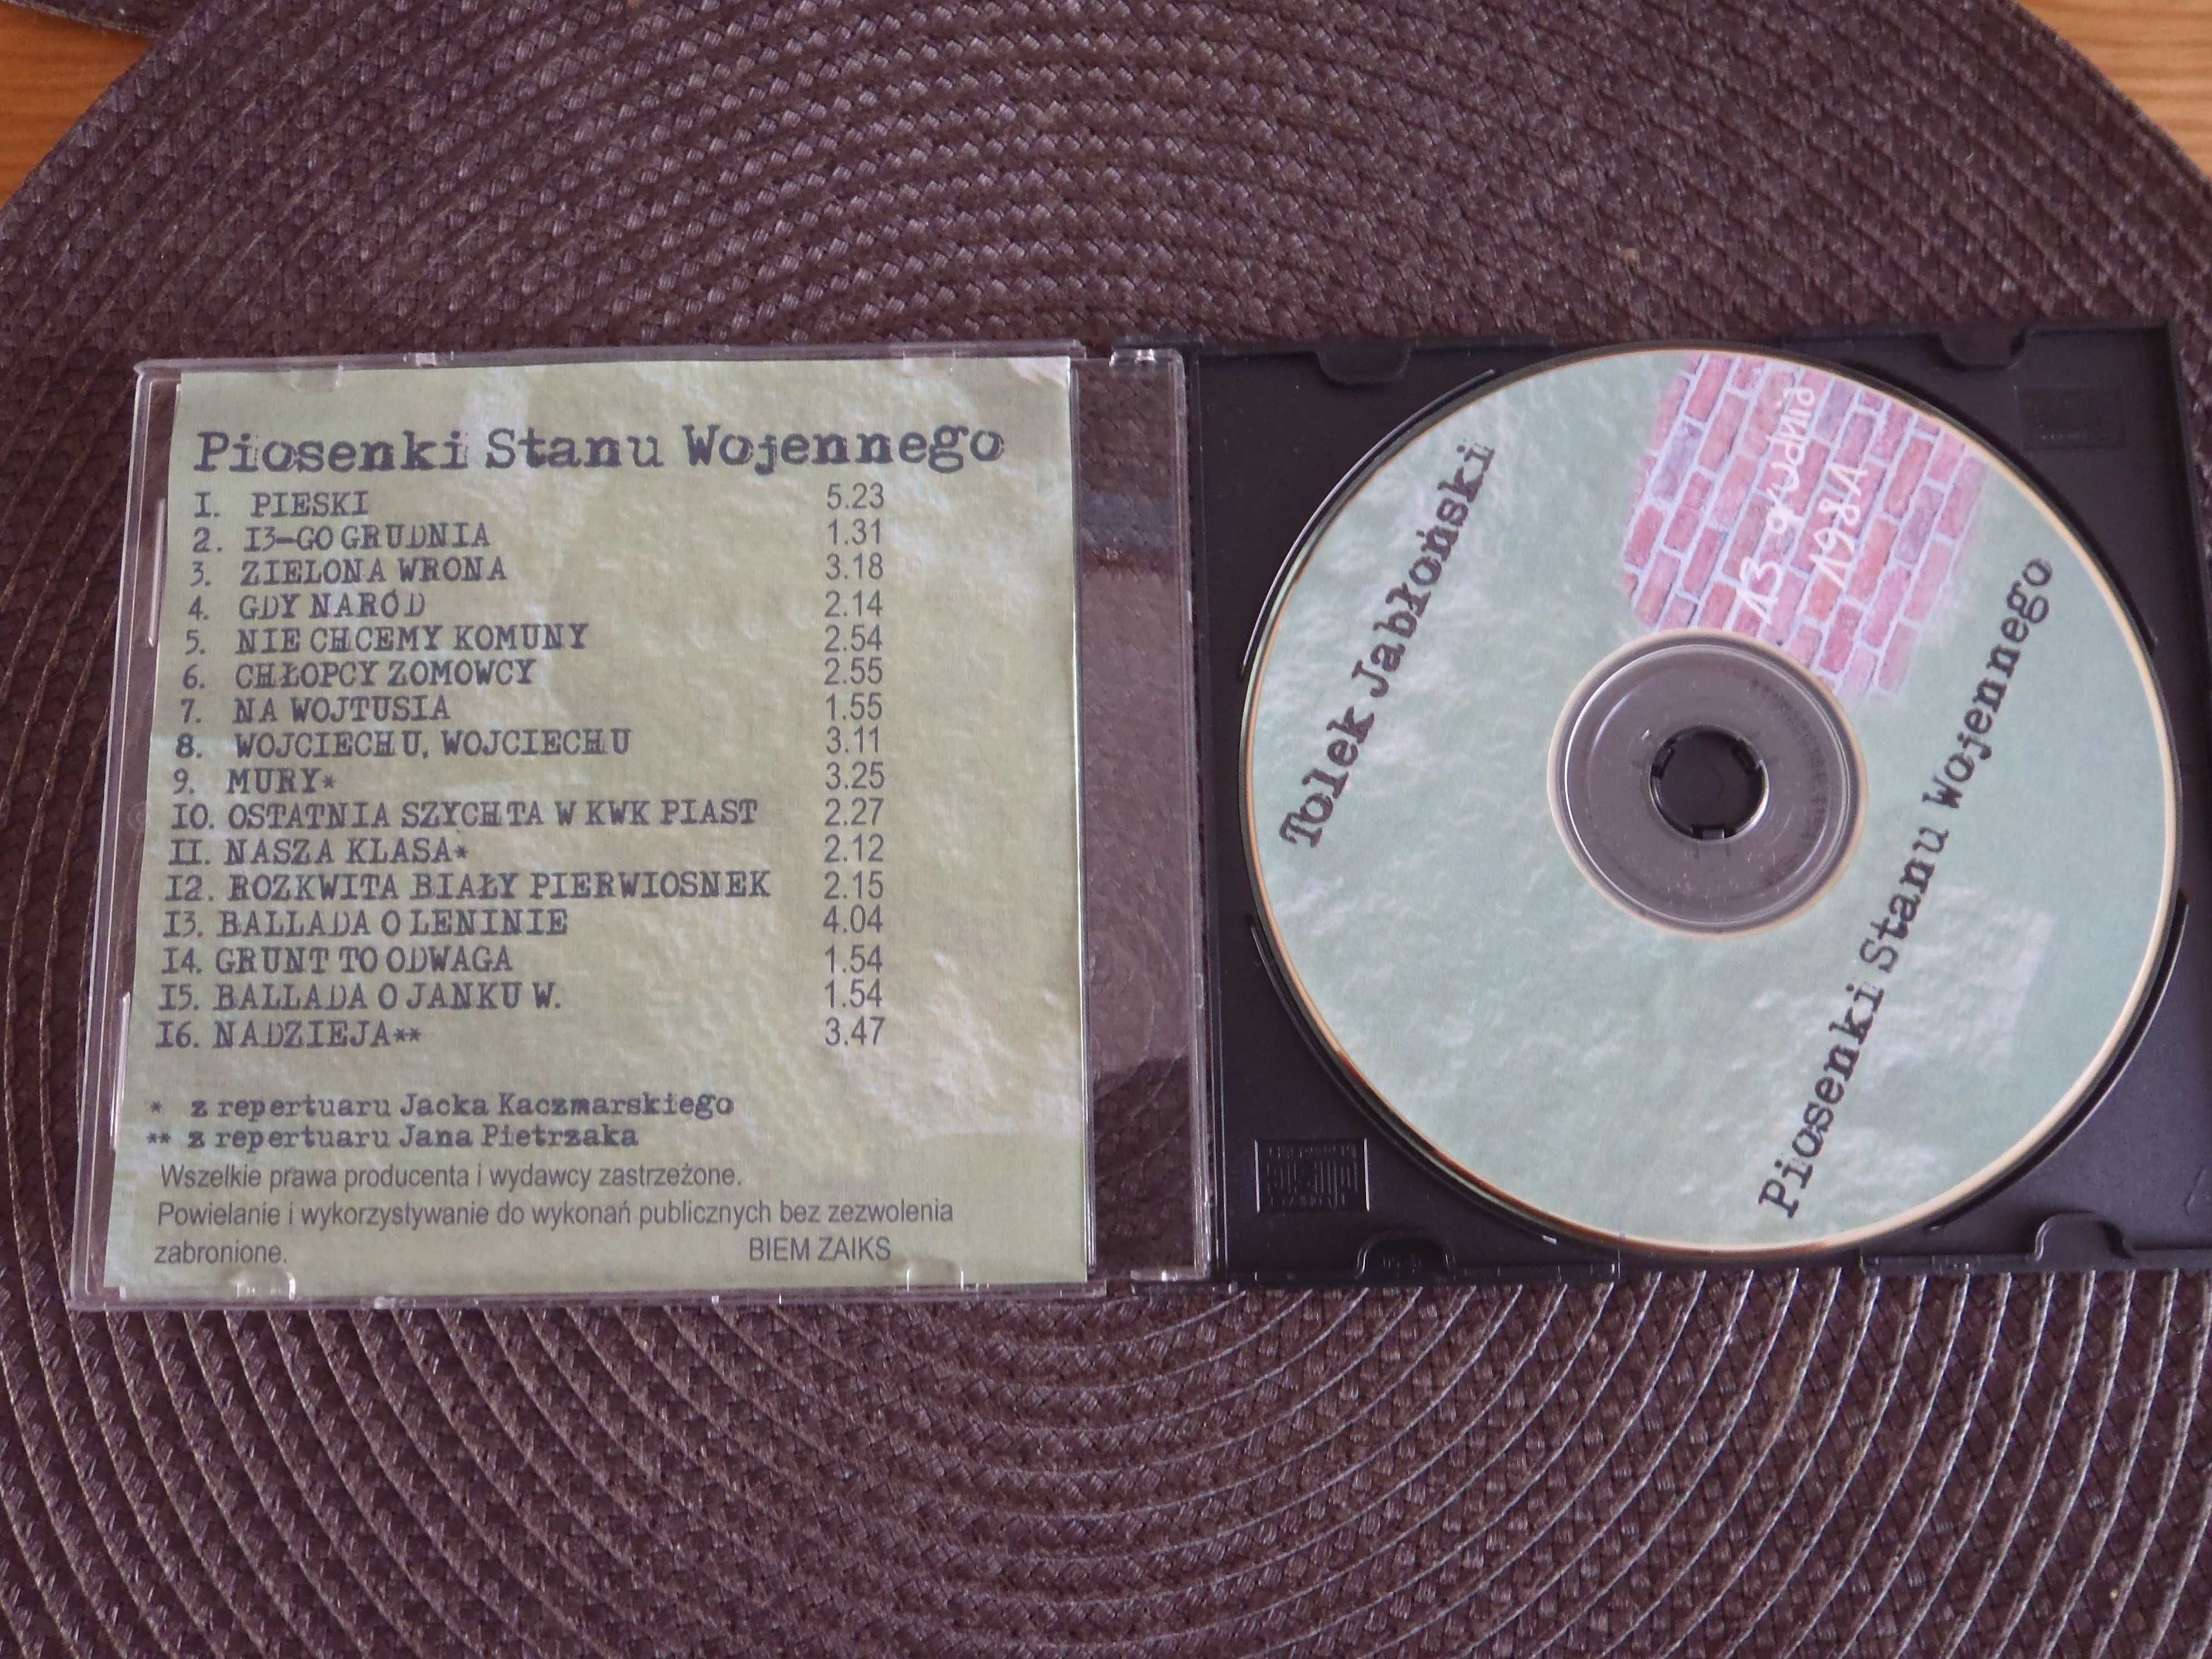 Piosenki Stanu Wojennego
1. PIESKI 5.23
2. 13-GO GRUDNIA 1.31
3. ZIELONA WRONA 3.18
4. GDY NARÓD 2.14
5. NIE CHCEMY KOMUNY 2.54
6. CHŁOPCY ZOMOWCY 2.55
7. NA WOJTUSIA 1.55
8. WOJCIECHU, WOJCIECHU 3.11
9. MURY* 3.25
10. OSTATNIA SZYCHTA W KWK PIAST 2.27
11. NASZA KLASA* 2.12
12. ROZKWITA BIAŁY PIERWIOSNEK 2.15
13. BALLADA O LENINIE 4.04
14. GRUNT TO ODWAGA 1.54
15. BALLADA O JANKU W. 1.54
16. NADZIEJA** 3.47
* z repertuaru Jacka Kaczmarskiego
** z repertuaru Jana Pietrzaka
Wszelkie prawa producenta i wydawcy zastrzeżone.
Powielanie i wykorzystywanie do wykonań publicznych bez zezwolenia
zabronione. BIEM ZAIKS
Tolek Jabłoński
13 grudnia
1981
Piosenki Stanu Wojennego